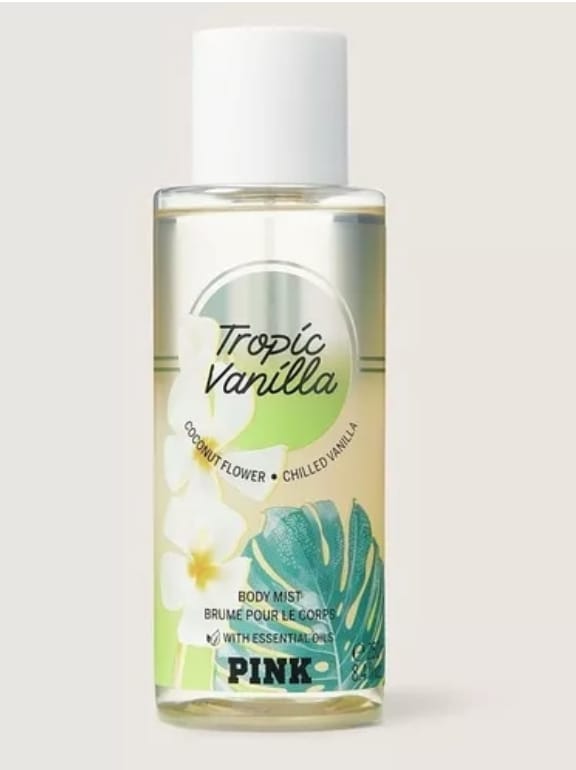 Tropic
Vanilla
COCONUT FLOWER • CHILLED VANILLA
BODY MIST
BRUME POUR LE CORPS
WITH ESSENTIAL OILS
PINK